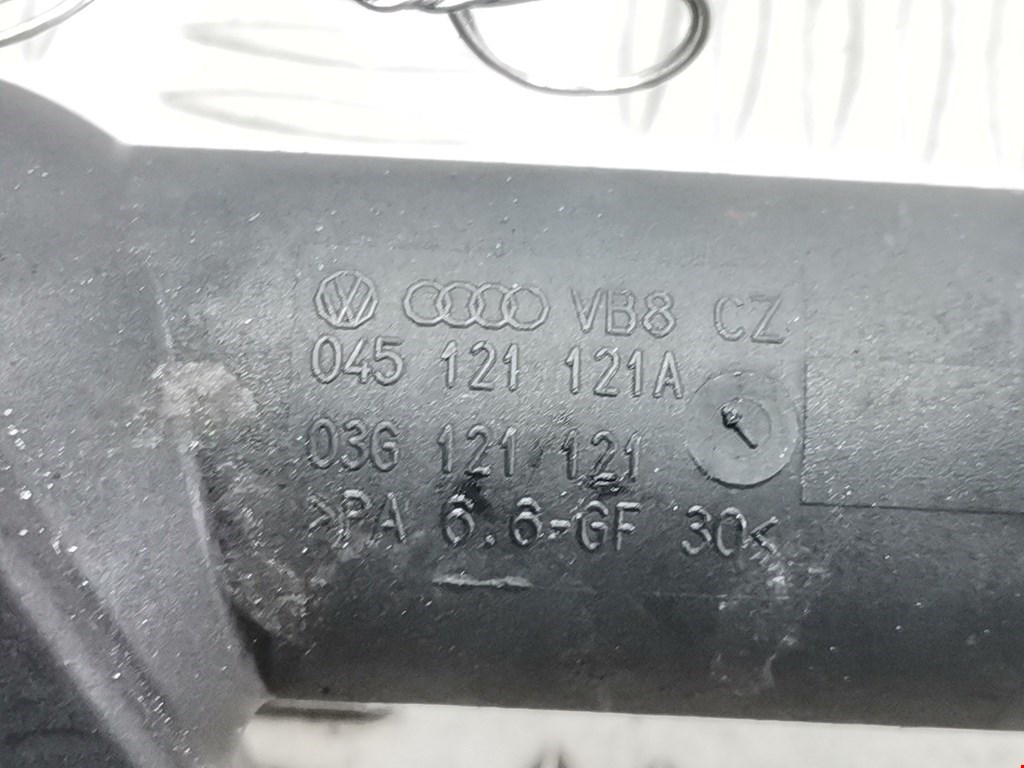 VB8 CZ
045 121 121A
03G 121 121
>PA 6.6-GF 30<